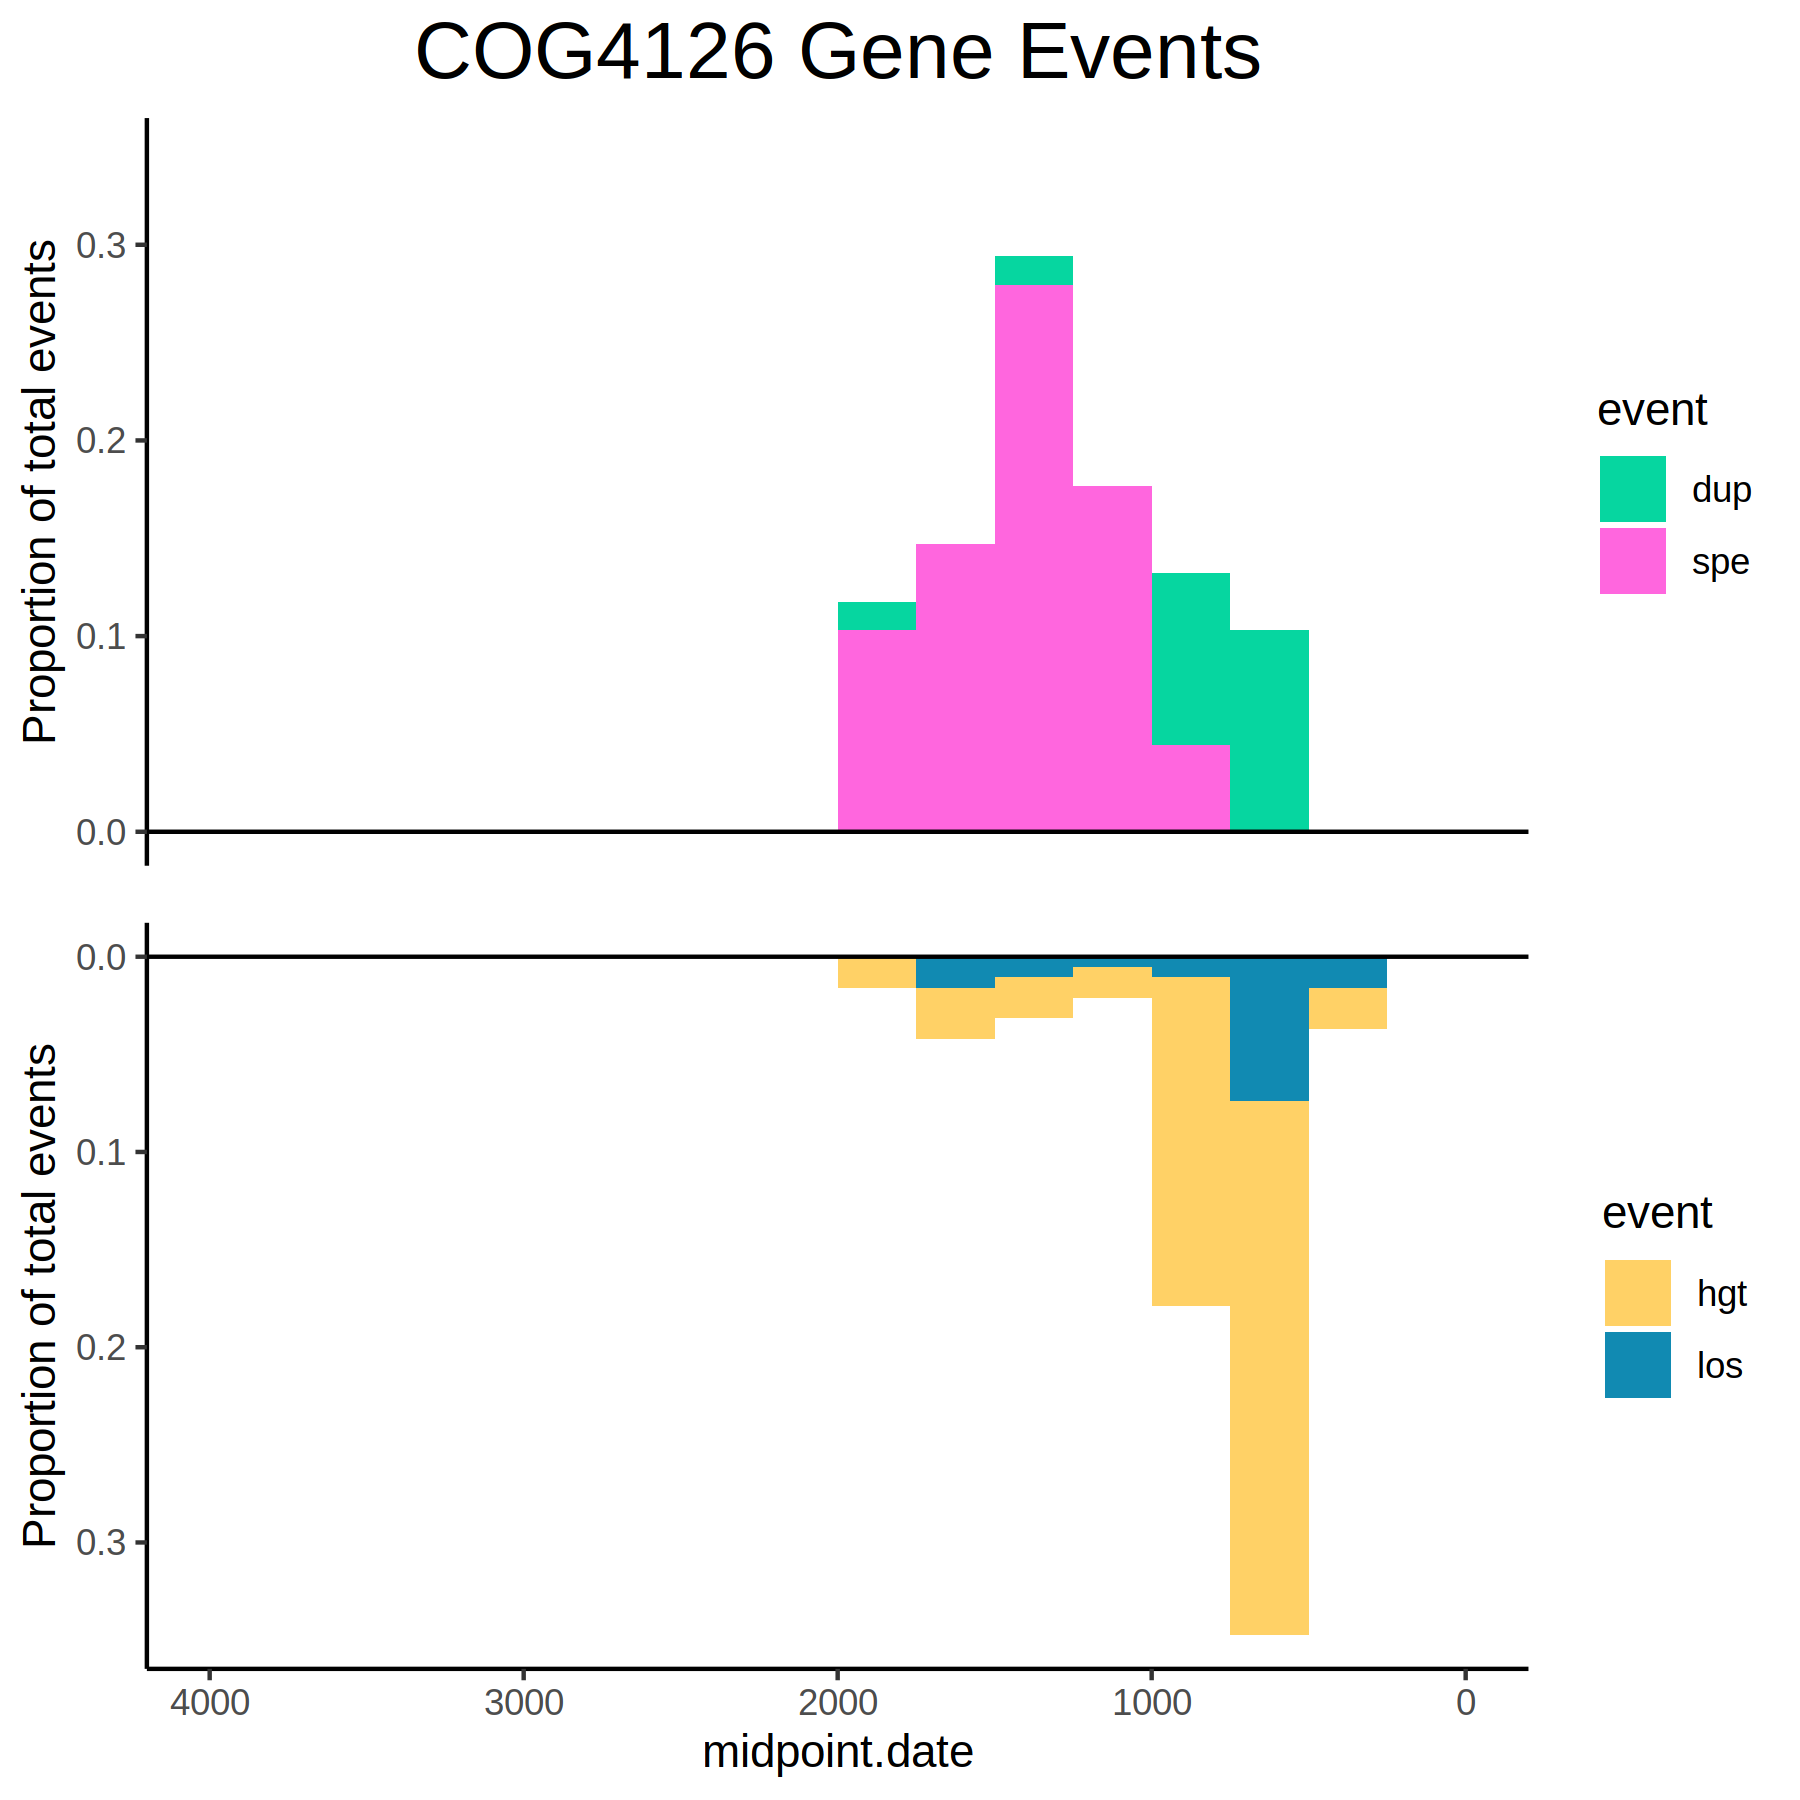 COG4126 Gene Events
Proportion of total events
0.3
0.2
0.1
0.0
event
dup
spe
Proportion of total events
0.0
0.1
0.2
0.3
event
hgt
los
4000 3000 2000 1000 0
midpoint.date